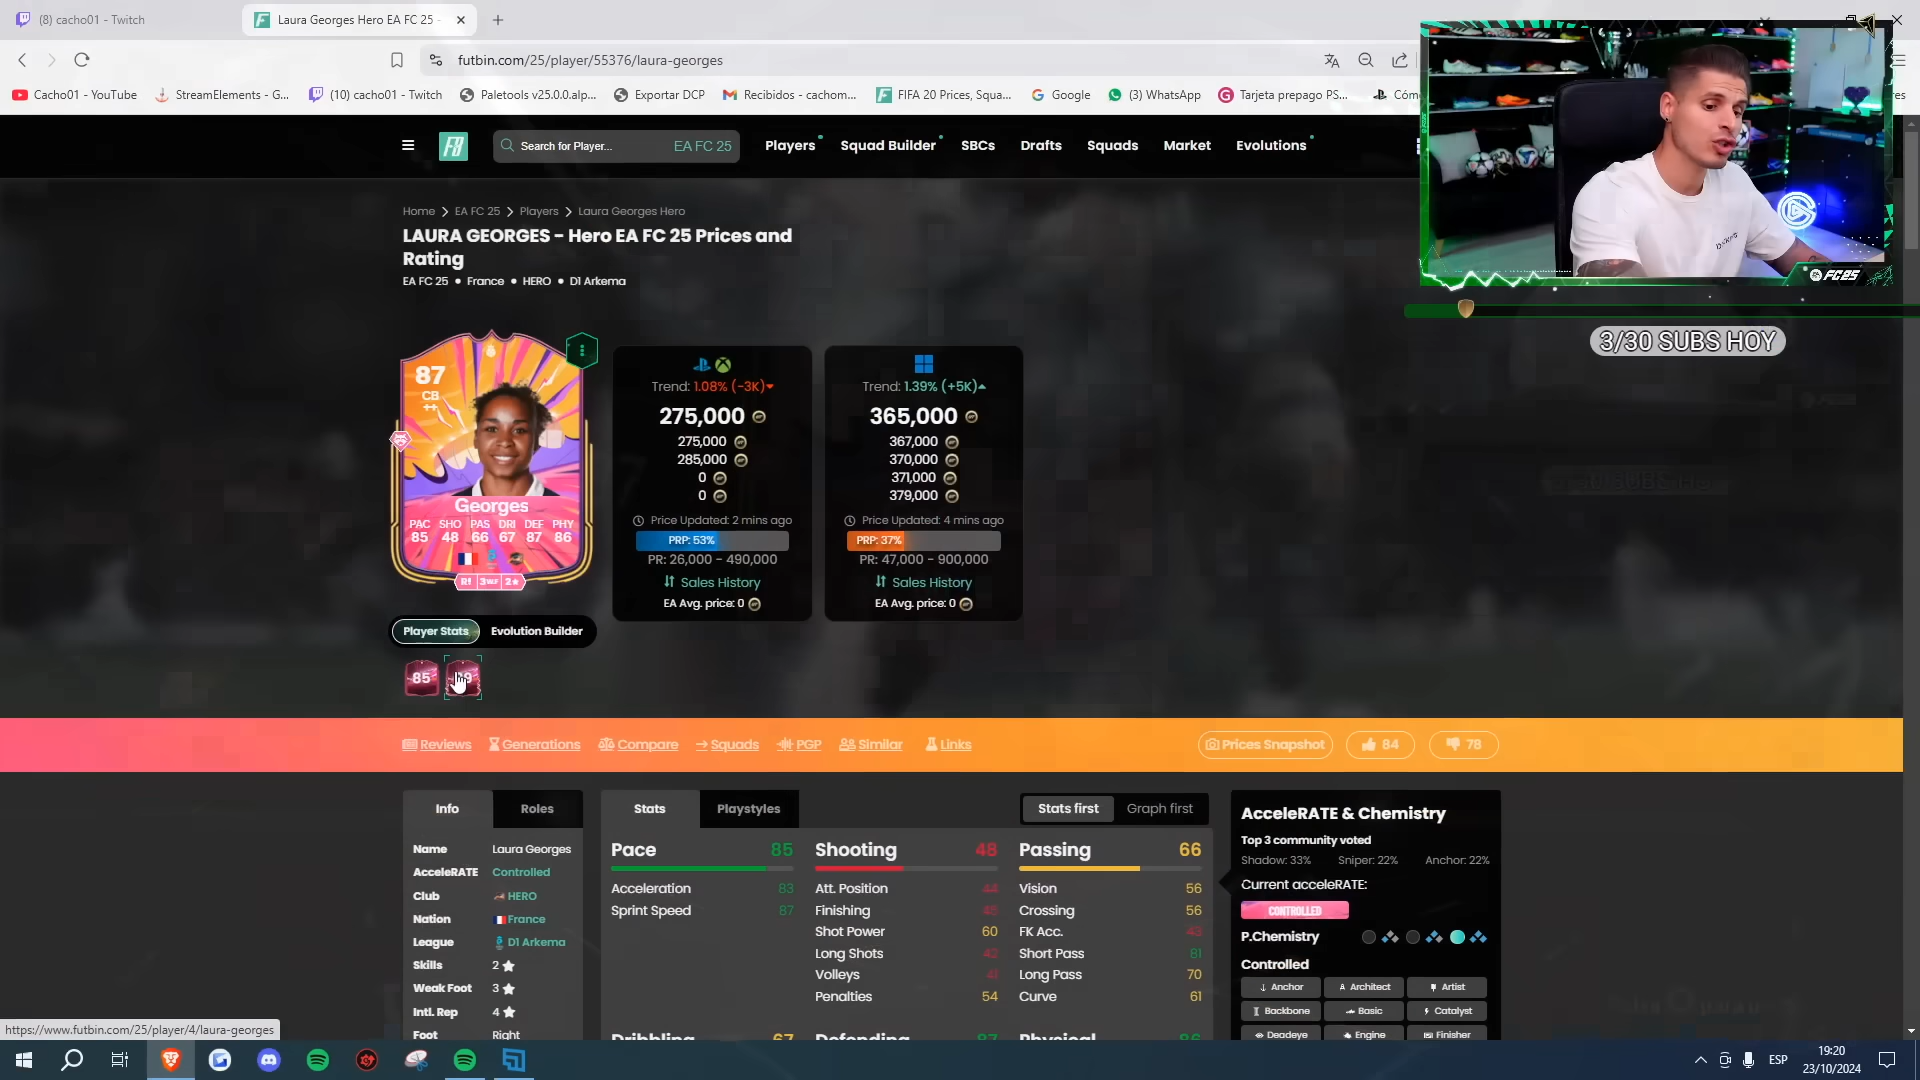 (8) cacho01 - Twitch
Laura Georges Hero EA FC 25 -
futbin.com/25/player/55376/laura-georges
Cacho01 - YouTube
StreamElements - G...
(10) cacho01 - Twitch
Paletools v25.0.0.alp...
Exportar DCP
Recibidos - cachom...
FIFA 20 Prices, Squa...
Google
(3) WhatsApp
Tarjeta prepago PS...
Search for Player...
EA FC 25
Players
Squad Builder
SBCs
Drafts
Squads
Market
Evolutions
Home
EA FC 25
Players
Laura Georges Hero
LAURA GEORGES - Hero EA FC 25 Prices and
Rating
EA FC 25 • France • HERO • D1 Arkema
FC25
3/30 SUBS HOY
87
CB
++
Georges
PAC SHO PAS DRI DEF PHY
85 48 66 67 87 86
Trend: 1.08% (-3K)
275,000
275,000
285,000
0
0
Price Updated: 2 mins ago
PRP: 53%
PR: 26,000 - 490,000
Sales History
EA Avg. price: 0
Trend: 1.39% (+5K)
365,000
367,000
370,000
371,000
379,000
Price Updated: 4 mins ago
PRP: 37%
PR: 47,000 - 900,000
Sales History
EA Avg. price: 0
Player Stats
Evolution Builder
85
Reviews
Generations
Compare
Squads
PGP
Similar
Links
Prices Snapshot
84
78
Info
Roles
Name Laura Georges
AcceleRATE Controlled
Club HERO
Nation France
League D1 Arkema
Skills 2
Weak Foot 3
Intl. Rep 4
Foot Right
Stats
Playstyles
Stats first
Graph first
Pace 85
Acceleration 83
Sprint Speed 87
Shooting 48
Att. Position 44
Finishing
Shot Power 60
Long Shots 42
Volleys 41
Penalties 54
Passing 66
Vision 56
Crossing 56
FK Acc. 43
Short Pass 81
Long Pass 70
Curve 61
Dribbling 67
Defending 87
Physical 86
AcceleRATE & Chemistry
Top 3 community voted
Shadow: 33% Sniper: 22% Anchor: 22%
Current acceleRATE:
CONTROLLED
P.Chemistry
Controlled
Anchor
Architect
Artist
Backbone
Basic
Catalyst
Deadeye
Engine
Finisher
https://www.futbin.com/25/player/4/laura-georges
ESP
19:20
23/10/2024